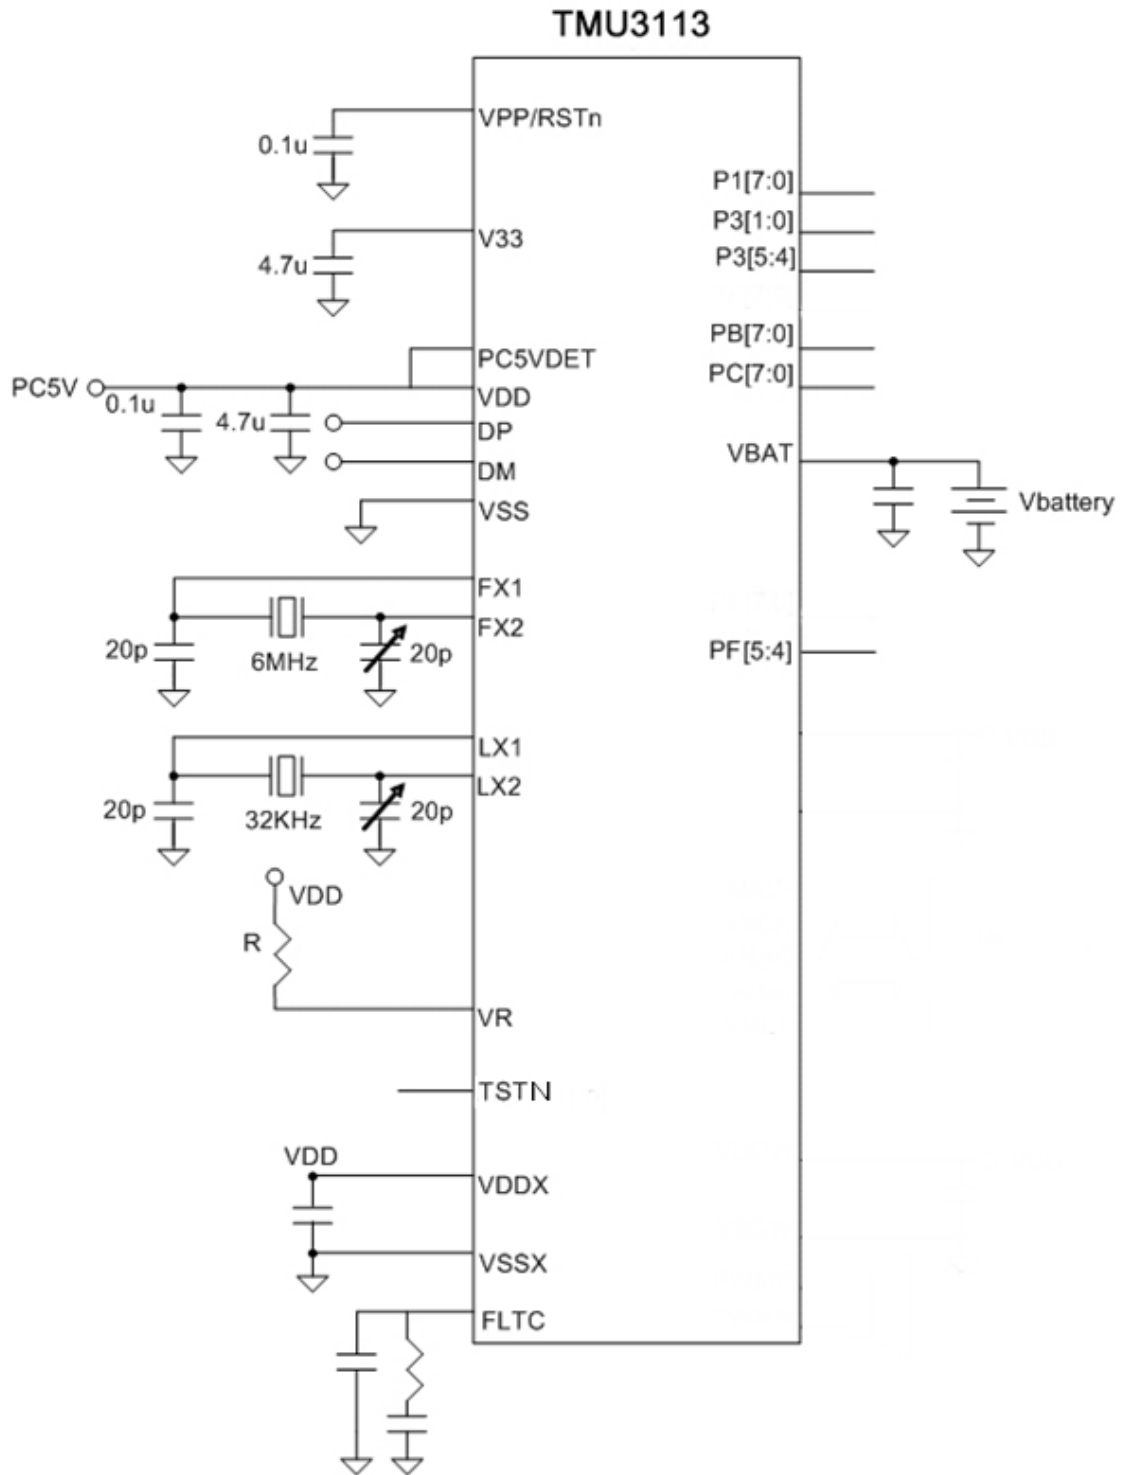 TMU3113
VPP/RSTn
0.1u
P1[7:0]
P3[1:0]
V33
P3[5:4]
4.7u
PB[7:0]
PC5VDET
PC[7:0]
PC5V
VDD
0.1u
4.7u
DP
VBAT
DM
Vbattery
VSS
FX1
FX2
20p
6MHz
20p
PF[5:4]
LX1
LX2
20p
32KHz
20p
VDD
R
VR
TSTN
VDD
VDDX
VSSX
FLTC